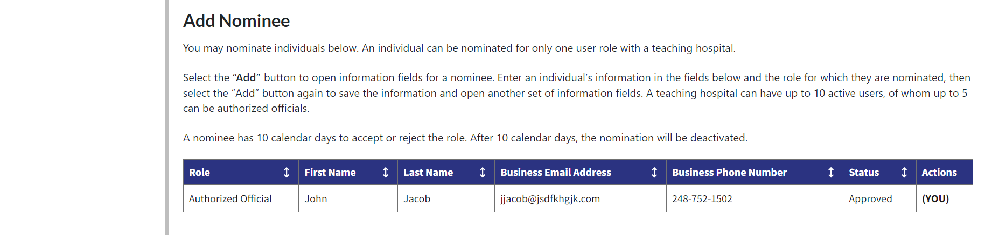 Add Nominee
You may nominate individuals below. An individual can be nominated for only one user role with a teaching hospital.
Select the “Add” button to open information fields for a nominee. Enter an individual’s information in the fields below and the role for which they are nominated, then
select the “Add” button again to save the information and open another set of information fields. A teaching hospital can have up to 10 active users, of whom up to 5
can be authorized officials.
A nominee has 10 calendar days to accept or reject the role. After 10 calendar days, the nomination will be deactivated.
Role First Name Last Name Business Email Address Business Phone Number Status Actions
Authorized Official John Jacob jjacob@jsdfkhgjk.com 248-752-1502 Approved (YOU)